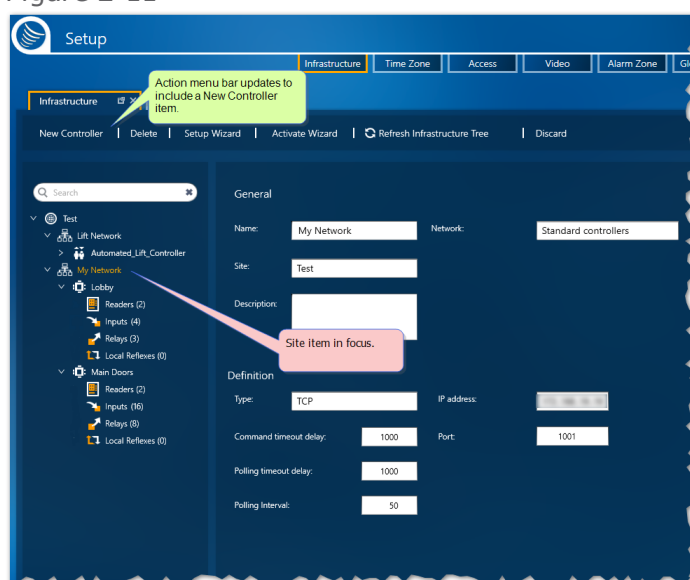 Setup
Infrastructure Time Zone Access Video Alarm Zone
Action menu bar updates to
include a New Controller
item.
Infrastructure
New Controller | Delete | Setup Wizard | Activate Wizard | Refresh Infrastructure Tree | Discard
Search
General
Test
Name: My Network Network: Standard controllers
Lift Network
Automated_Lift_Controller
Site: Test
My Network
Lobby
Description:
Readers (2)
Inputs (4)
Relays (3)
Site item in focus.
Local Reflexes (0)
Main Doors
Definition
Readers (2)
Type: TCP IP address:
Inputs (16)
Relays (8)
Command timeout delay: 1000 Port: 1001
Local Reflexes (0)
Polling timeout delay: 1000
Polling Interval: 50